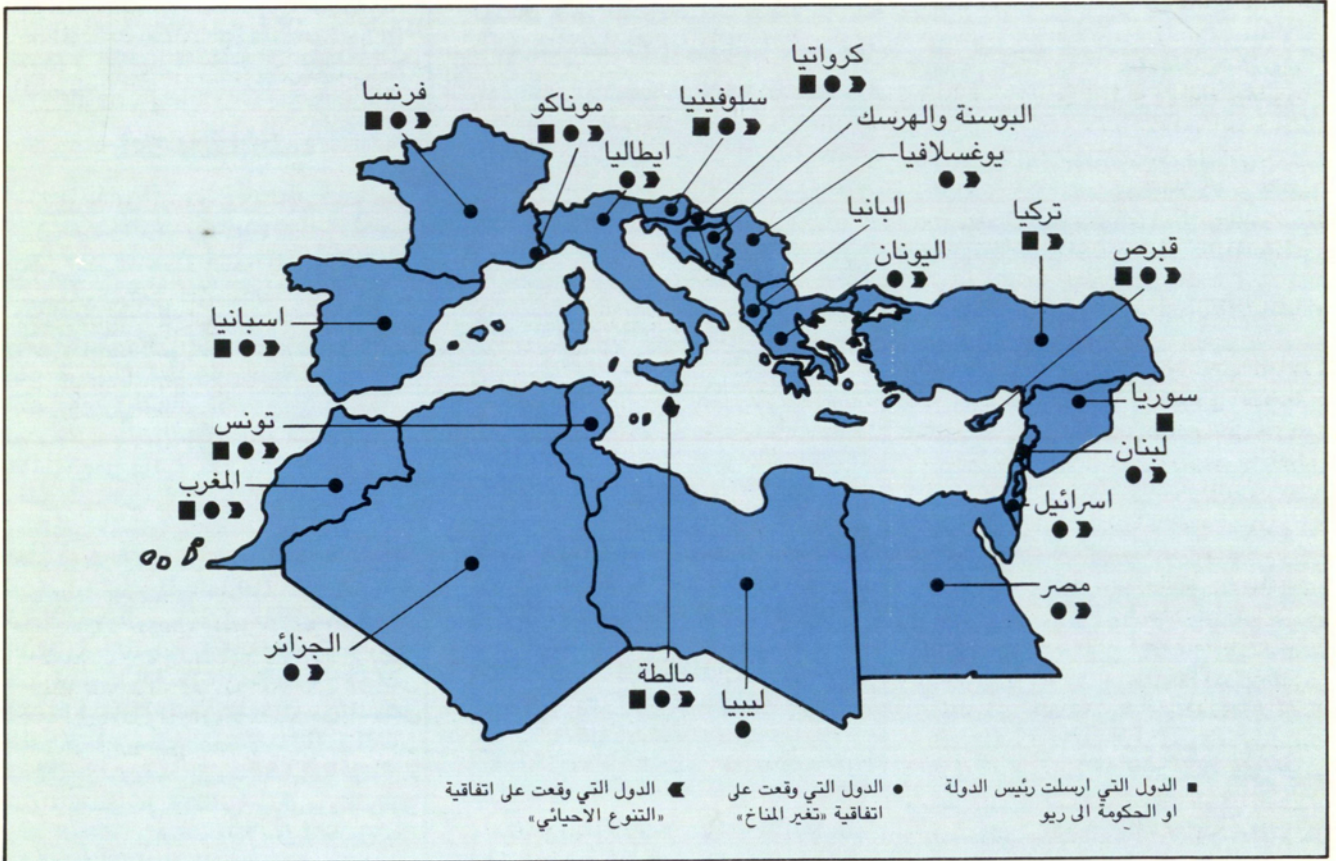 كرواتيا
فرنسا
موناكو
سلوفينيا
البوسنة والهرسك
ايطاليا
يوغسلافيا
البانيا
تركيا
اليونان
قبرص
اسبانيا
سوريا
تونس
لبنان
المغرب
اسرائيل
مصر
الجزائر
مالطة
ليبيا
■ الدول التي ارسلت رئيس الدولة
او الحكومة الى ريو
● الدول التي وقعت على
اتفاقية «تغير المناخ»
الدول التي وقعت على اتفاقية
«التنوع الاحيائي»